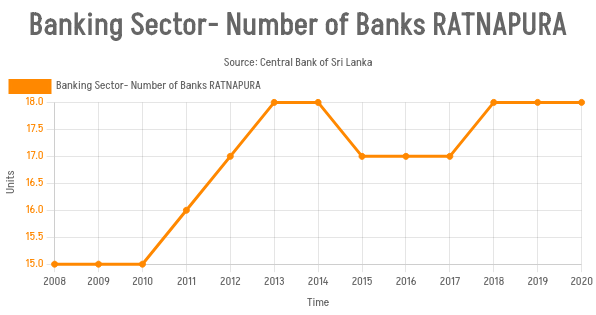 Banking Sector- Number of Banks RATNAPURA
Source: Central Bank of Sri Lanka
Banking Sector- Number of Banks RATNAPURA
18.0
17.5
17.0
16.5
16.0
15.5
15.0
Units
2008 2009 2010 2011 2012 2013 2014 2015 2016 2017 2018 2019 2020
Time